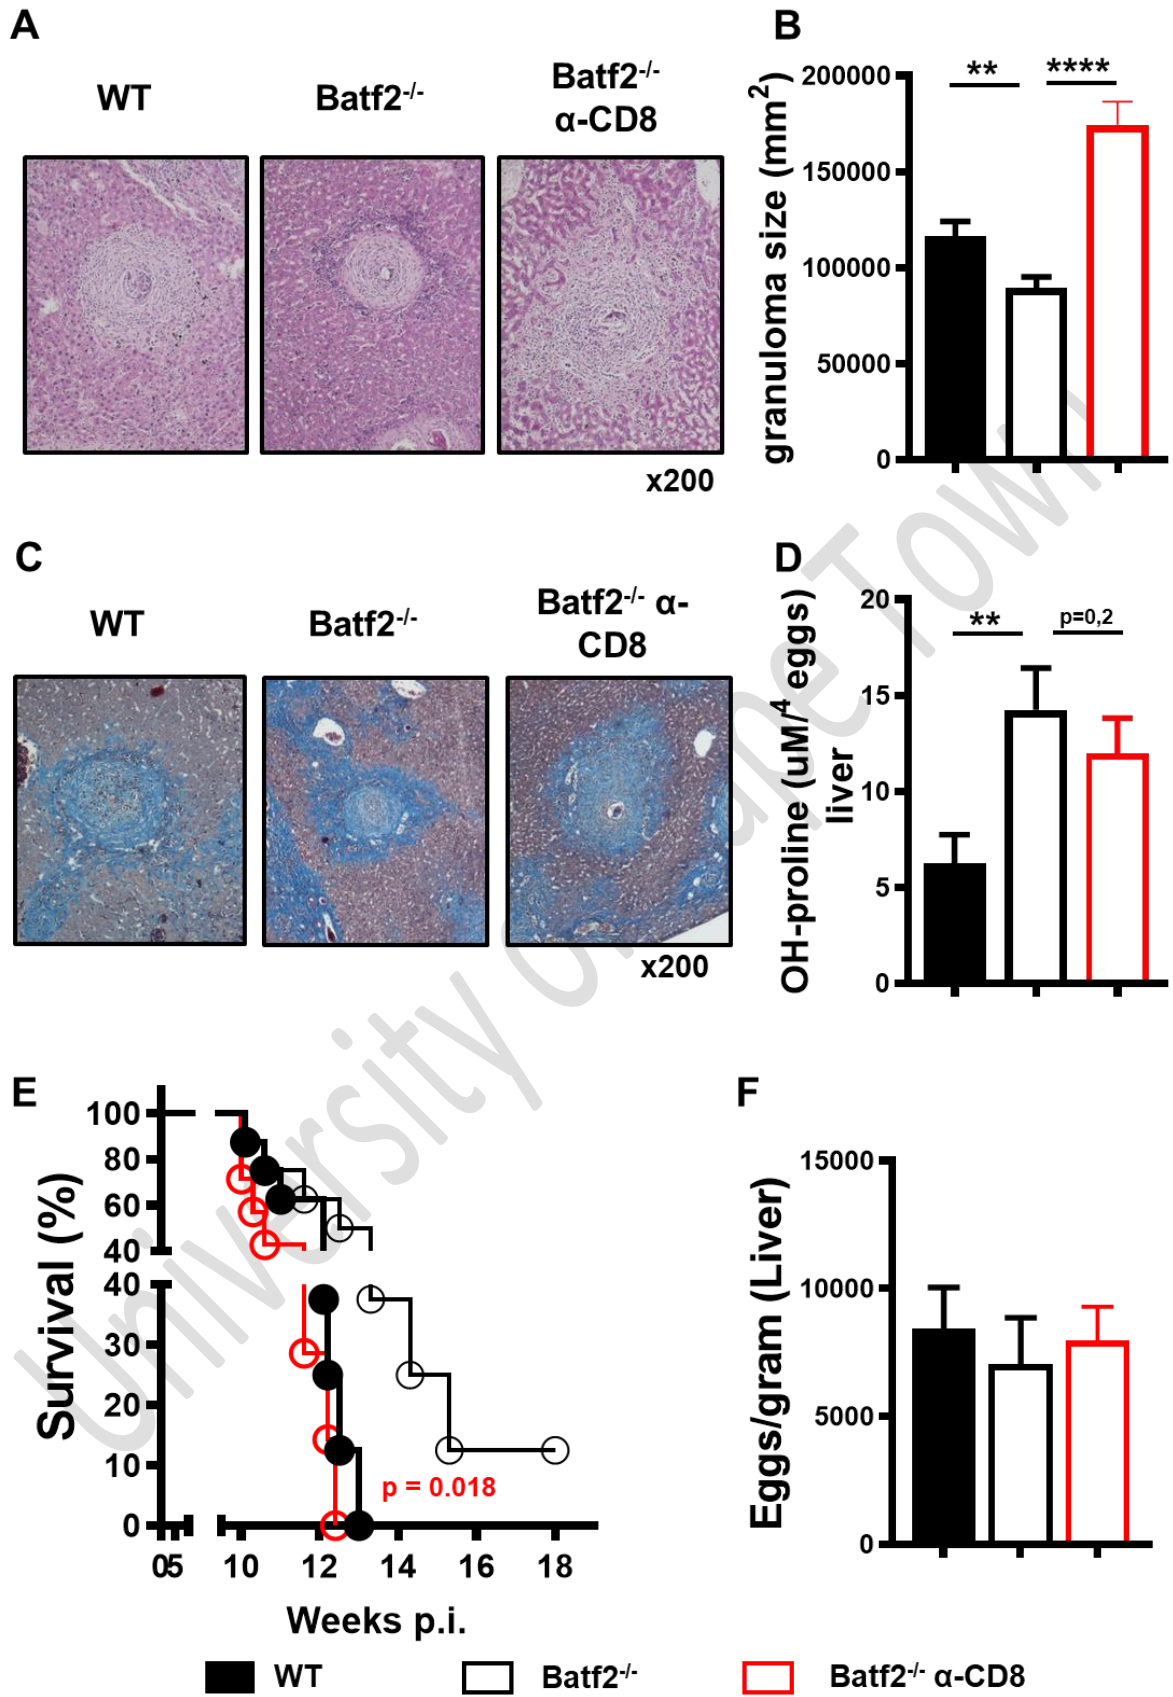 A
WT
Batf2-/-
Batf2-/-
α-CD8
x200
B
granuloma size (mm2)
200000
150000
100000
50000
0
**
****
C
WT
Batf2-/-
Batf2-/- α-
CD8
x200
D
OH-proline (uM/4 eggs)
liver
20
15
10
5
0
**
p=0,2
E
Survival (%)
100
80
60
40
40
30
20
10
0
05 10 12 14 16 18
Weeks p.i.
p = 0.018
F
Eggs/gram (Liver)
15000
10000
5000
0
WT
Batf2-/-
Batf2-/- α-CD8
University of Cape Town